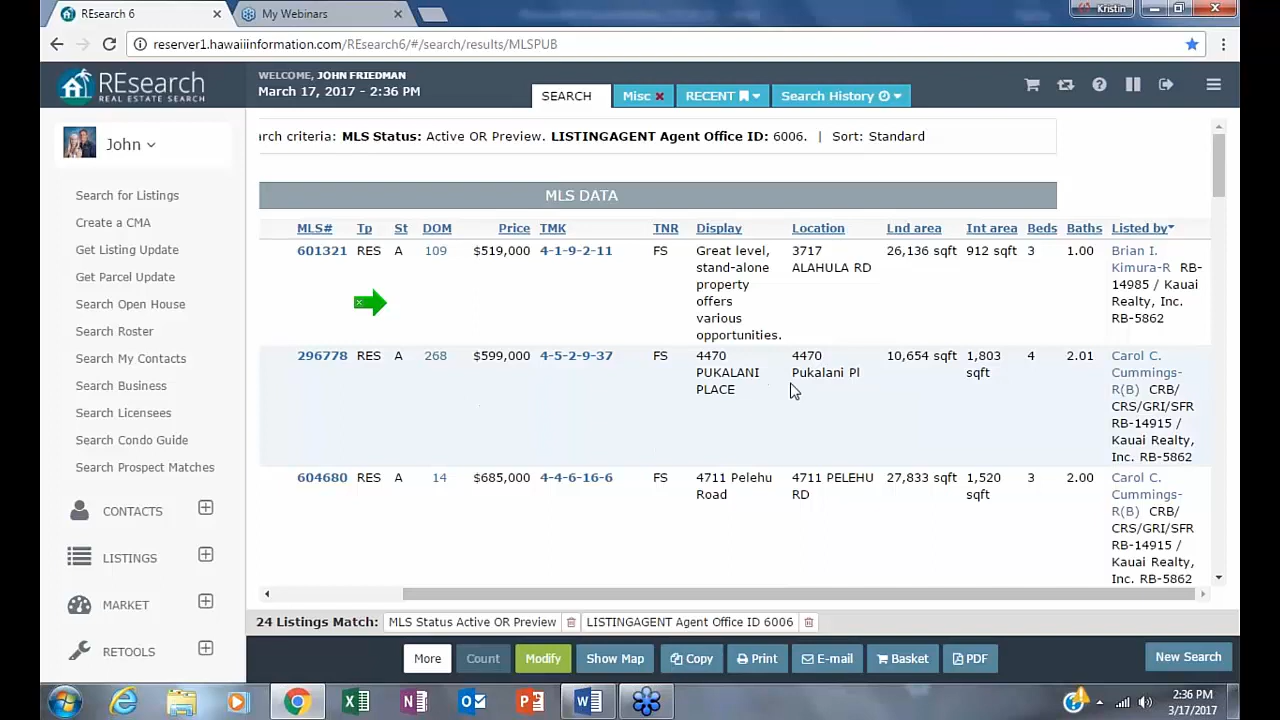 REsearch 6
My Webinars
Kristin
reserver1.hawaiiinformation.com/REsearch6/#/search/results/MLSPUB
REsearch
REAL ESTATE SEARCH
WELCOME, JOHN FRIEDMAN
March 17, 2017 - 2:36 PM
SEARCH
Misc
RECENT
Search History
John
Search for Listings
Create a CMA
Get Listing Update
Get Parcel Update
Search Open House
Search Roster
Search My Contacts
Search Business
Search Licensees
Search Condo Guide
Search Prospect Matches
CONTACTS
LISTINGS
MARKET
RETOOLS
arch criteria: MLS Status: Active OR Preview. LISTINGAGENT Agent Office ID: 6006. | Sort: Standard
MLS DATA
MLS# Tp St DOM Price TMK TNR Display Location Lnd area Int area Beds Baths Listed by
601321 RES A 109 $519,000 4-1-9-2-11 FS Great level, 3717 26,136 sqft 912 sqft 3 1.00 Brian I.
stand-alone ALAHULA RD Kimura-R RB-
property 14985 / Kauai
offers Realty, Inc.
various RB-5862
opportunities.
296778 RES A 268 $599,000 4-5-2-9-37 FS 4470 4470 10,654 sqft 1,803 4 2.01 Carol C.
PUKALANI Pukalani Pl sqft Cummings-
PLACE R(B) CRB/
CRS/GRI/SFR
RB-14915 /
Kauai Realty,
Inc. RB-5862
604680 RES A 14 $685,000 4-4-6-16-6 FS 4711 Pelehu 4711 PELEHU 27,833 sqft 1,520 3 2.00 Carol C.
Road RD sqft Cummings-
R(B) CRB/
CRS/GRI/SFR
RB-14915 /
Kauai Realty,
Inc. RB-5862
24 Listings Match: MLS Status Active OR Preview LISTINGAGENT Agent Office ID 6006
More Count Modify Show Map Copy Print E-mail Basket PDF New Search
2:36 PM
3/17/2017